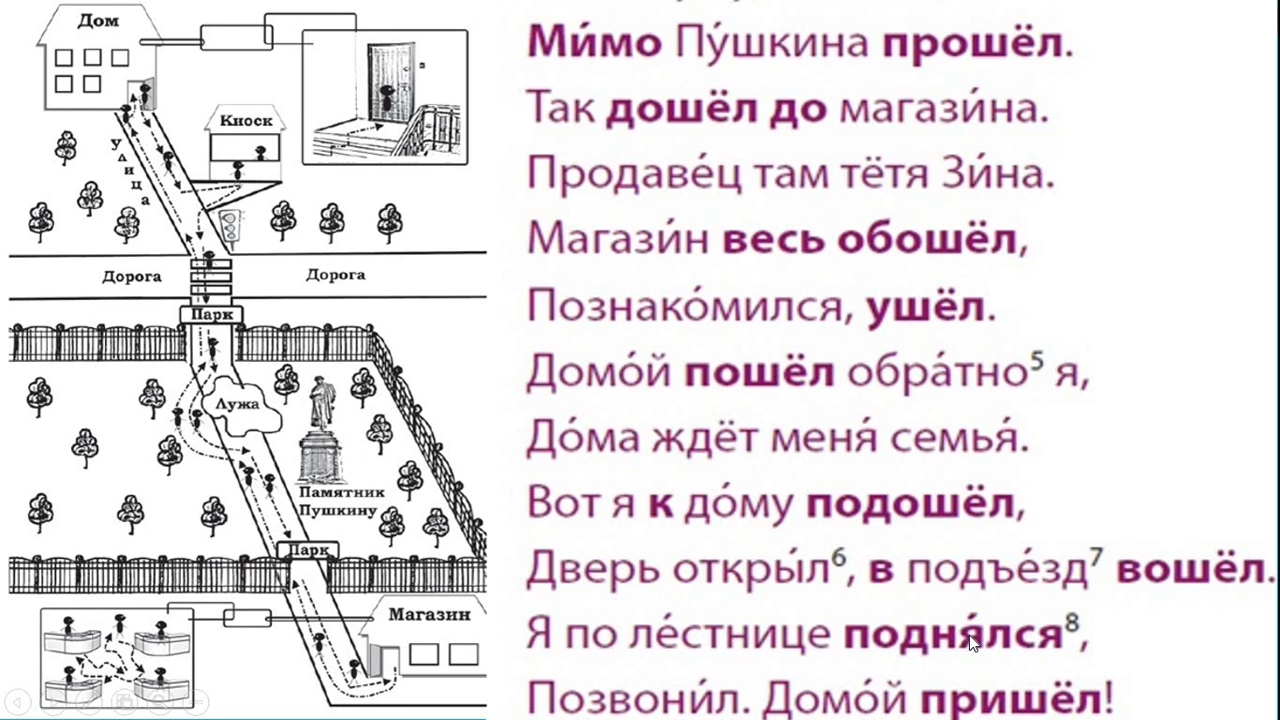 Дом
Киоск
улица
Дорога
Дорога
Парк
Лужа
Памятник
Пушкину
Парк
Магазин
Ми́мо Пу́шкина прошёл.
Так дошёл до магази́на.
Продаве́ц там тётя Зи́на.
Магази́н весь обошёл,
Познако́мился, ушёл.
Домо́й пошёл обра́тно⁵ я,
До́ма ждёт меня́ семья́.
Вот я к до́му подошёл,
Дверь откры́л⁶, в подъе́зд⁷ вошёл.
Я по ле́стнице подня́лся⁸,
Позвони́л. Домо́й пришёл!